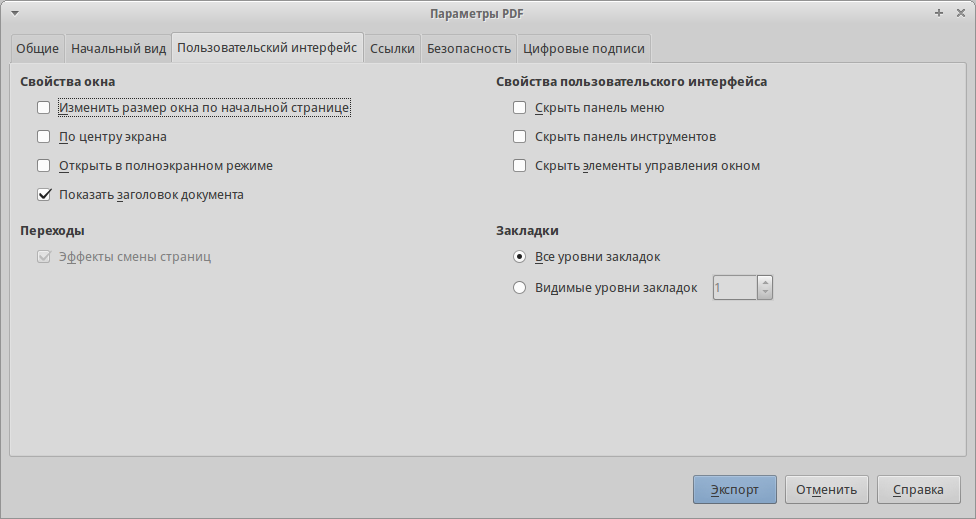 Параметры PDF
Общие Начальный вид Пользовательский интерфейс Ссылки Безопасность Цифровые подписи
Свойства окна
Изменить размер окна по начальной странице
По центру экрана
Открыть в полноэкранном режиме
Показать заголовок документа
Переходы
Эффекты смены страниц
Свойства пользовательского интерфейса
Скрыть панель меню
Скрыть панель инструментов
Скрыть элементы управления окном
Закладки
Все уровни закладок
Видимые уровни закладок 1
Экспорт Отменить Справка